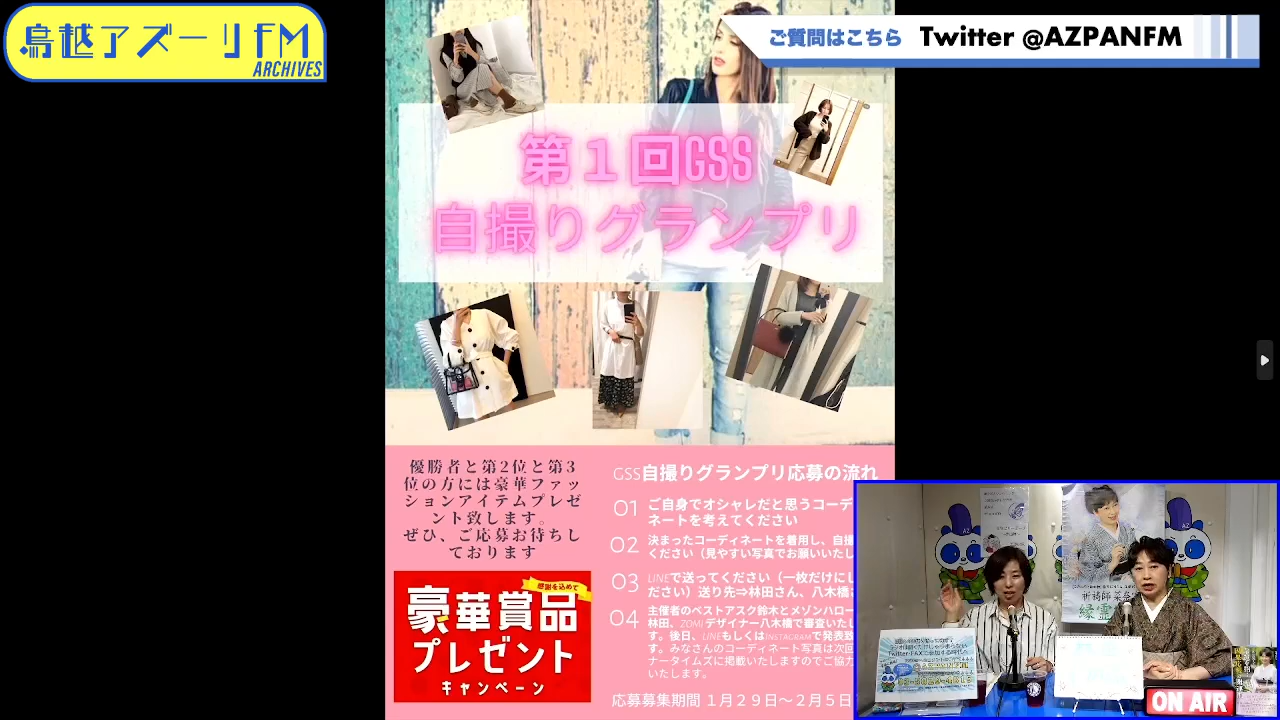 鳥越アズーリFM
ARCHIVES
ご質問はこちら Twitter @AZPANFM
第１回GSS
自撮りグランプリ
優勝者と第2位と第3
位の方には豪華ファッ
ションアイテムプレゼ
ント致します。
ぜひ、ご応募お待ちし
ております
感謝を込めて
豪華賞品
プレゼント
キャンペーン
GSS自撮りグランプリ応募の流れ
01 ご自身でオシャレだと思うコーデ
ネートを考えてください
02 決まったコーディネートを着用し、自撮
ください（見やすい写真でお願いいたし
03 LINEで送ってください（一枚だけにし
ださい）送り先⇒林田さん、八木橋
04 主催者のベストアスク鈴木とメゾンハロー
林田、ZOMIデザイナー八木橋で審査いたし
す。後日、LINEもしくはINSTAGRAMで発表致
す。みなさんのコーディネート写真は次回
ナータイムズに掲載いたしますのでご協力
いたします。
応募募集期間 １月２９日〜２月５日
AZ
AZ
祈祷師
縁霊
ON AIR